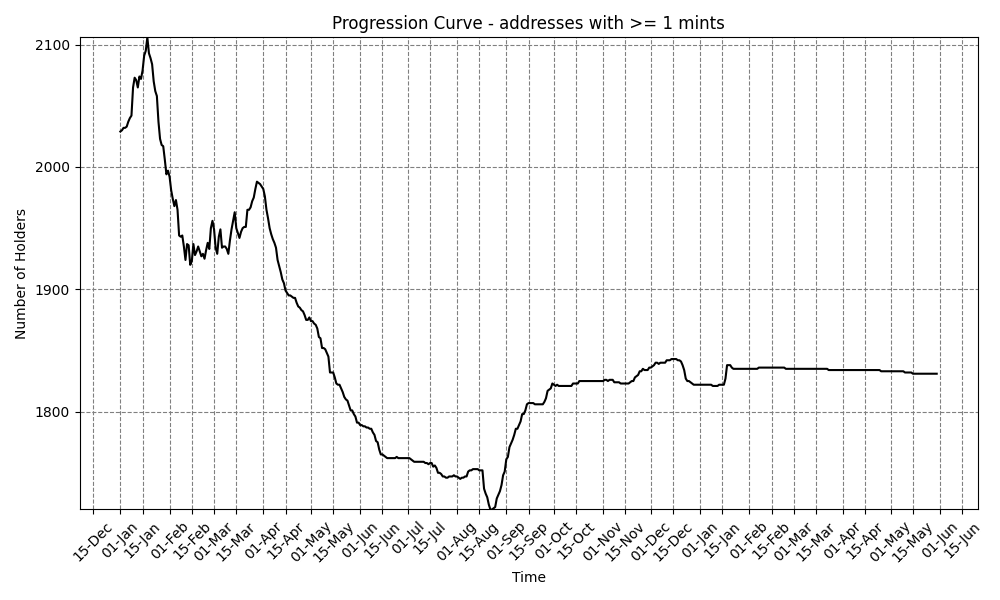 Progression Curve - addresses with >= 1 mints
Number of Holders
2100
2000
1900
1800
15-Dec
01-Jan
15-Jan
01-Feb
15-Feb
01-Mar
15-Mar
01-Apr
15-Apr
01-May
15-May
01-Jun
15-Jun
01-Jul
15-Jul
01-Aug
15-Aug
01-Sep
15-Sep
01-Oct
15-Oct
01-Nov
15-Nov
01-Dec
15-Dec
01-Jan
15-Jan
01-Feb
15-Feb
01-Mar
15-Mar
01-Apr
15-Apr
01-May
15-May
01-Jun
15-Jun
Time